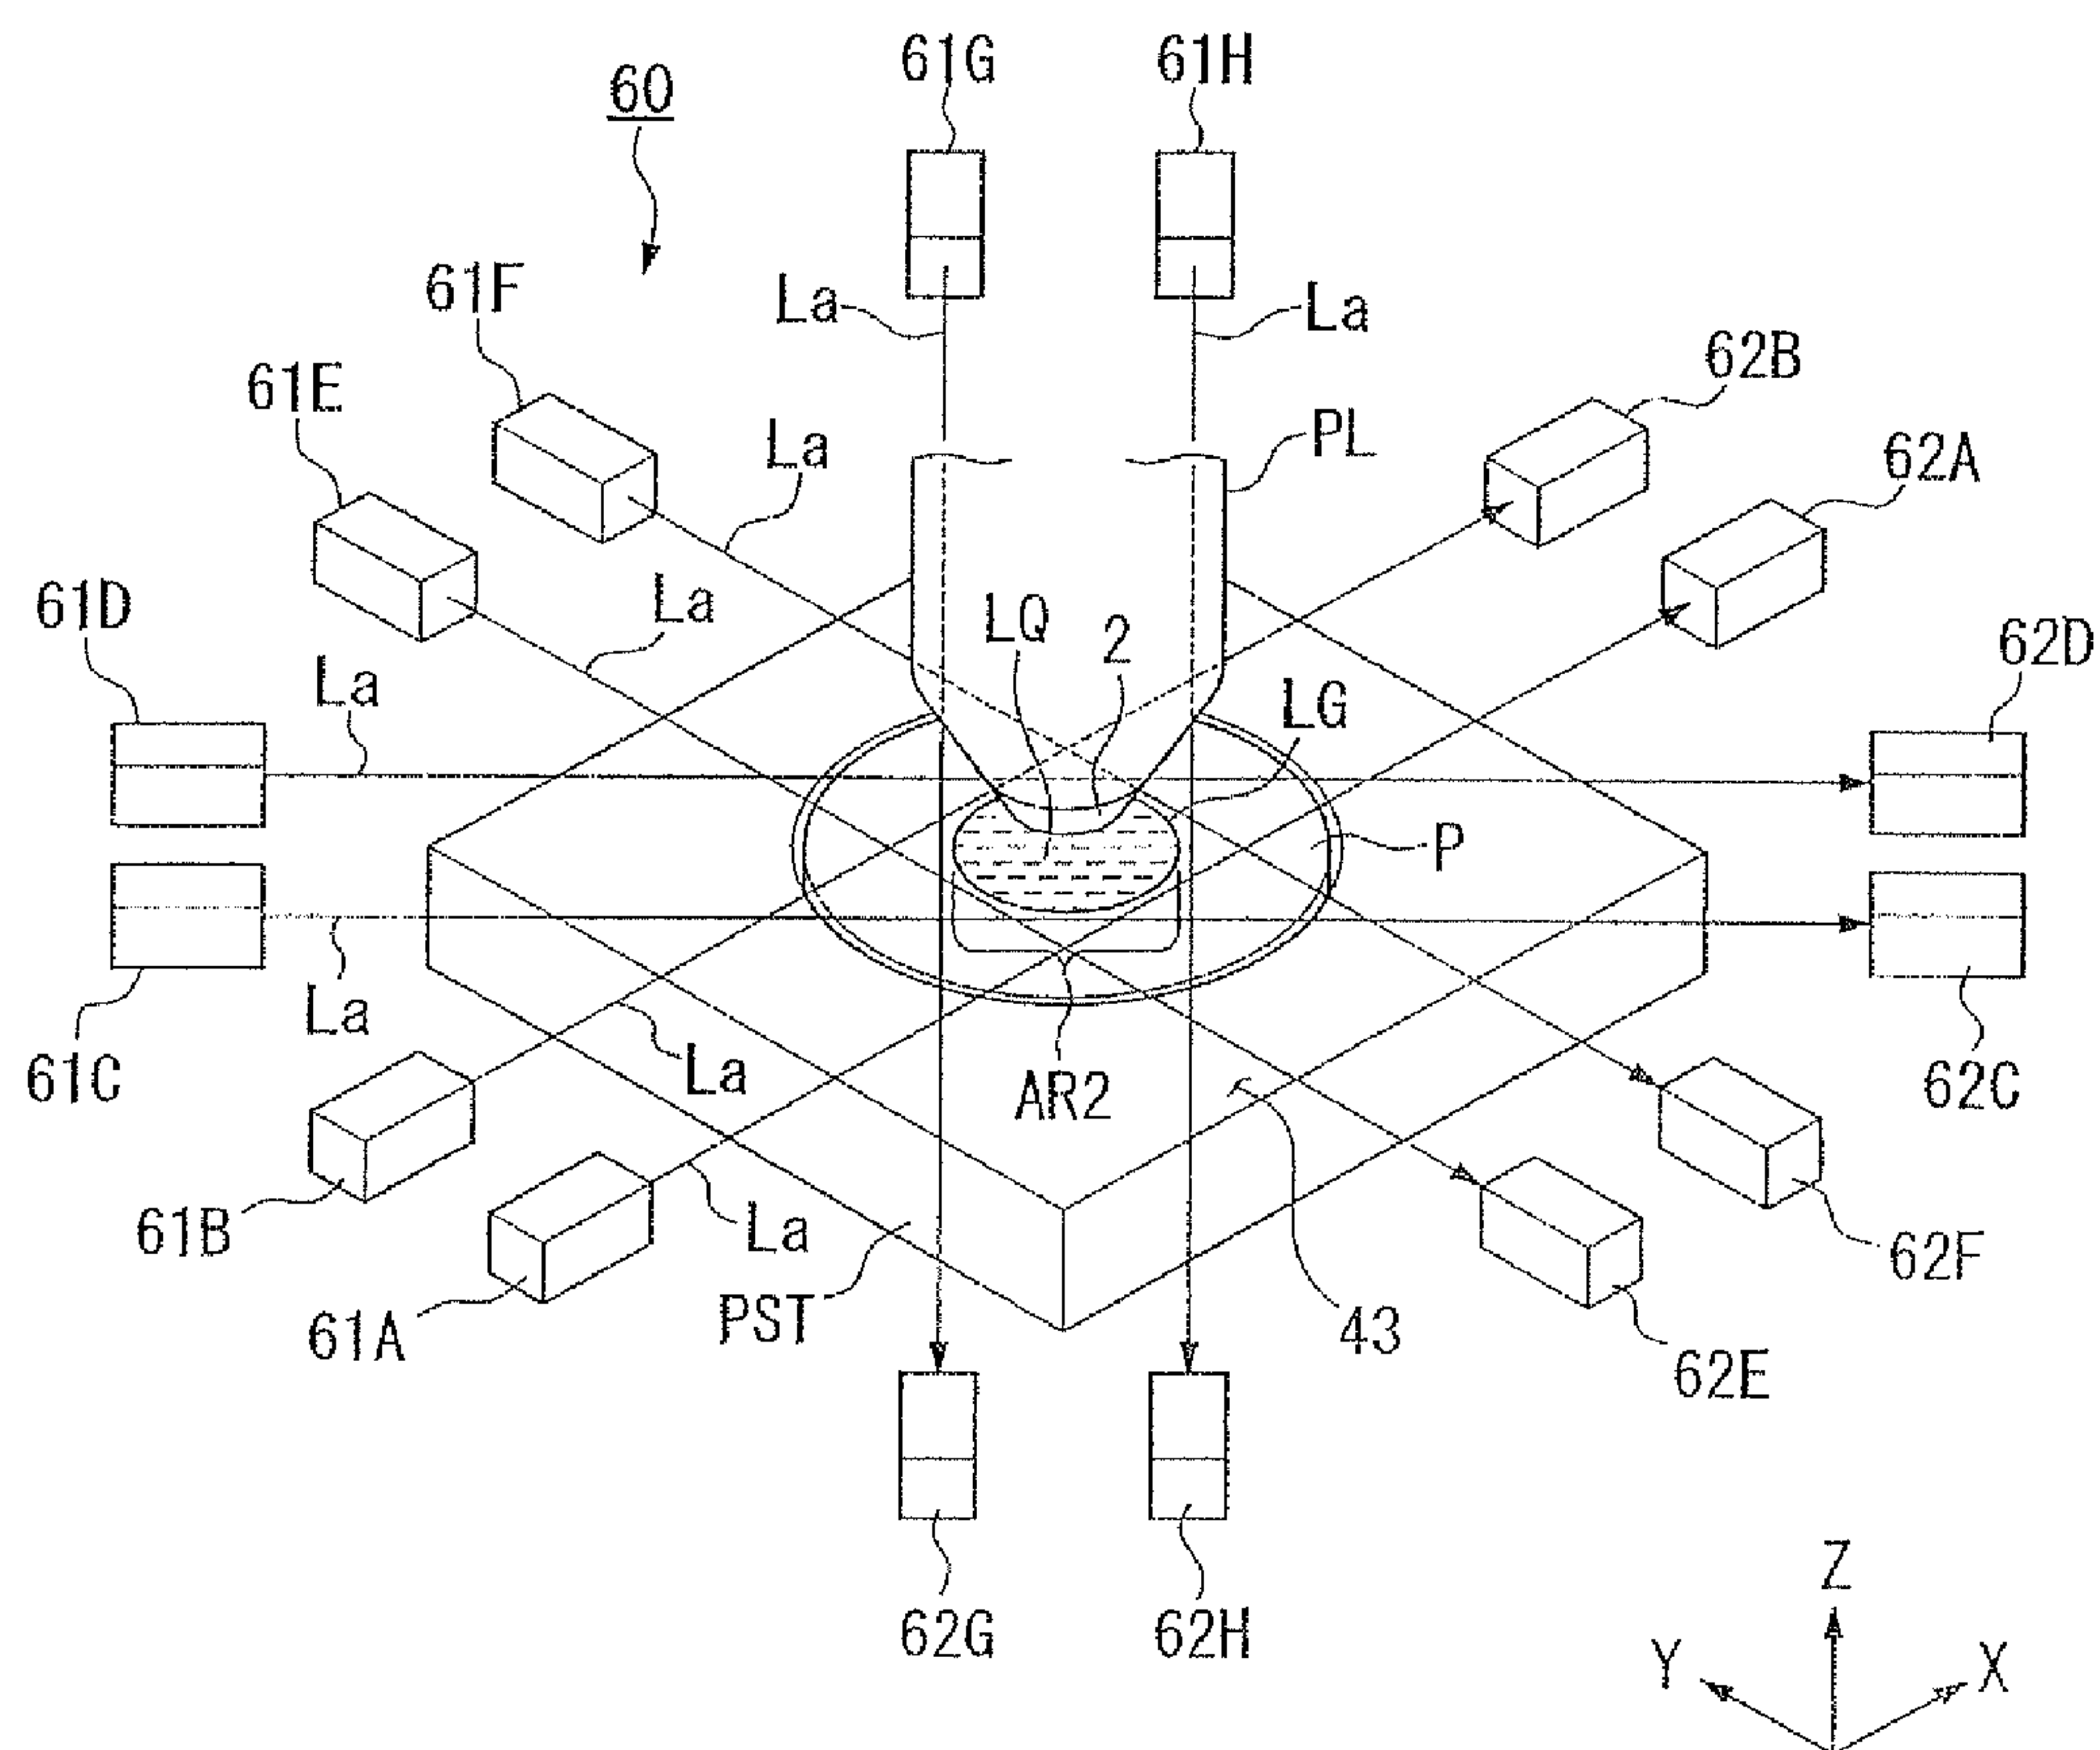 61G 61H
60
61F La La
62B
61E La PL 62A
61D La LQ 2 62D
La LG
P
La
61C La AR2 62C
61B La 62F
61A PST 43 62E
62G 62H Z
Y X